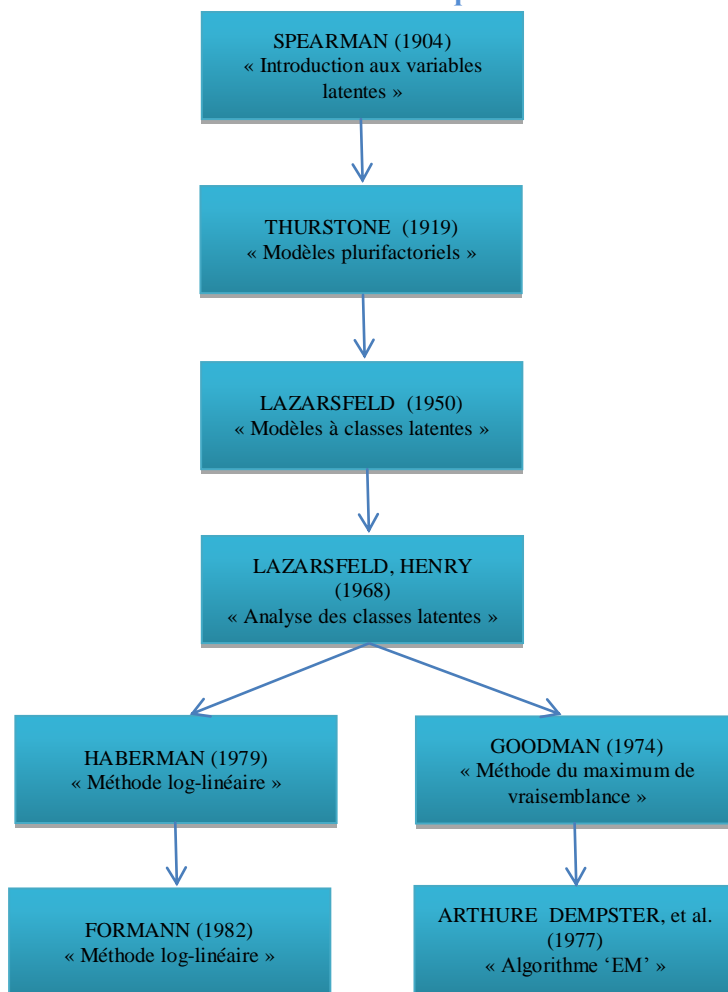 SPEARMAN (1904)
« Introduction aux variables
latentes »
THURSTONE (1919)
« Modèles plurifactoriels »
LAZARSFELD (1950)
« Modèles à classes latentes »
LAZARSFELD, HENRY
(1968)
« Analyse des classes latentes »
HABERMAN (1979)
« Méthode log-linéaire »
GOODMAN (1974)
« Méthode du maximum de
vraisemblance »
FORMANN (1982)
« Méthode log-linéaire »
ARTHURE DEMPSTER, et al.
(1977)
« Algorithme ‘EM’ »